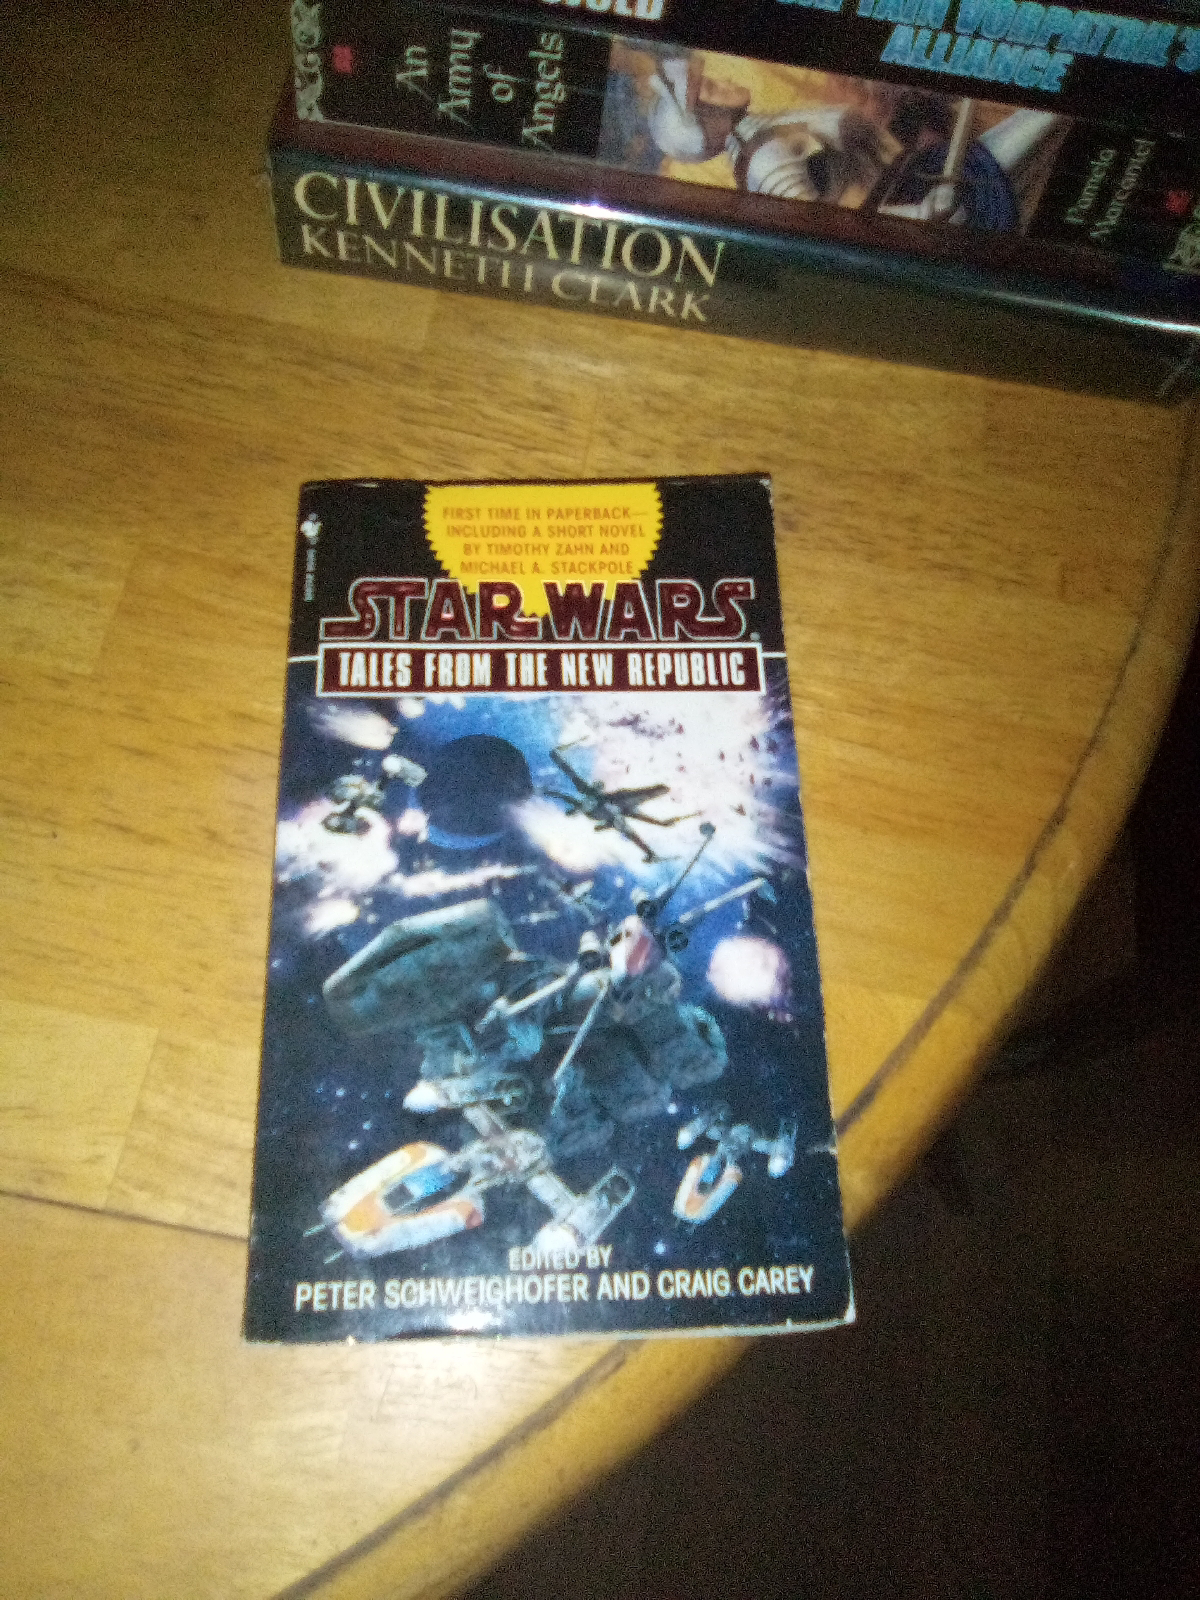 ALLIANCE
An
Army
of
Angels
Pamela
Marcantel
CIVILISATION
KENNETH CLARK
FIRST TIME IN PAPERBACK—
INCLUDING A SHORT NOVEL
BY TIMOTHY ZAHN AND
MICHAEL A. STACKPOLE
STAR WARS
TALES FROM THE NEW REPUBLIC
EDITED BY
PETER SCHWEIGHOFER AND CRAIG CAREY